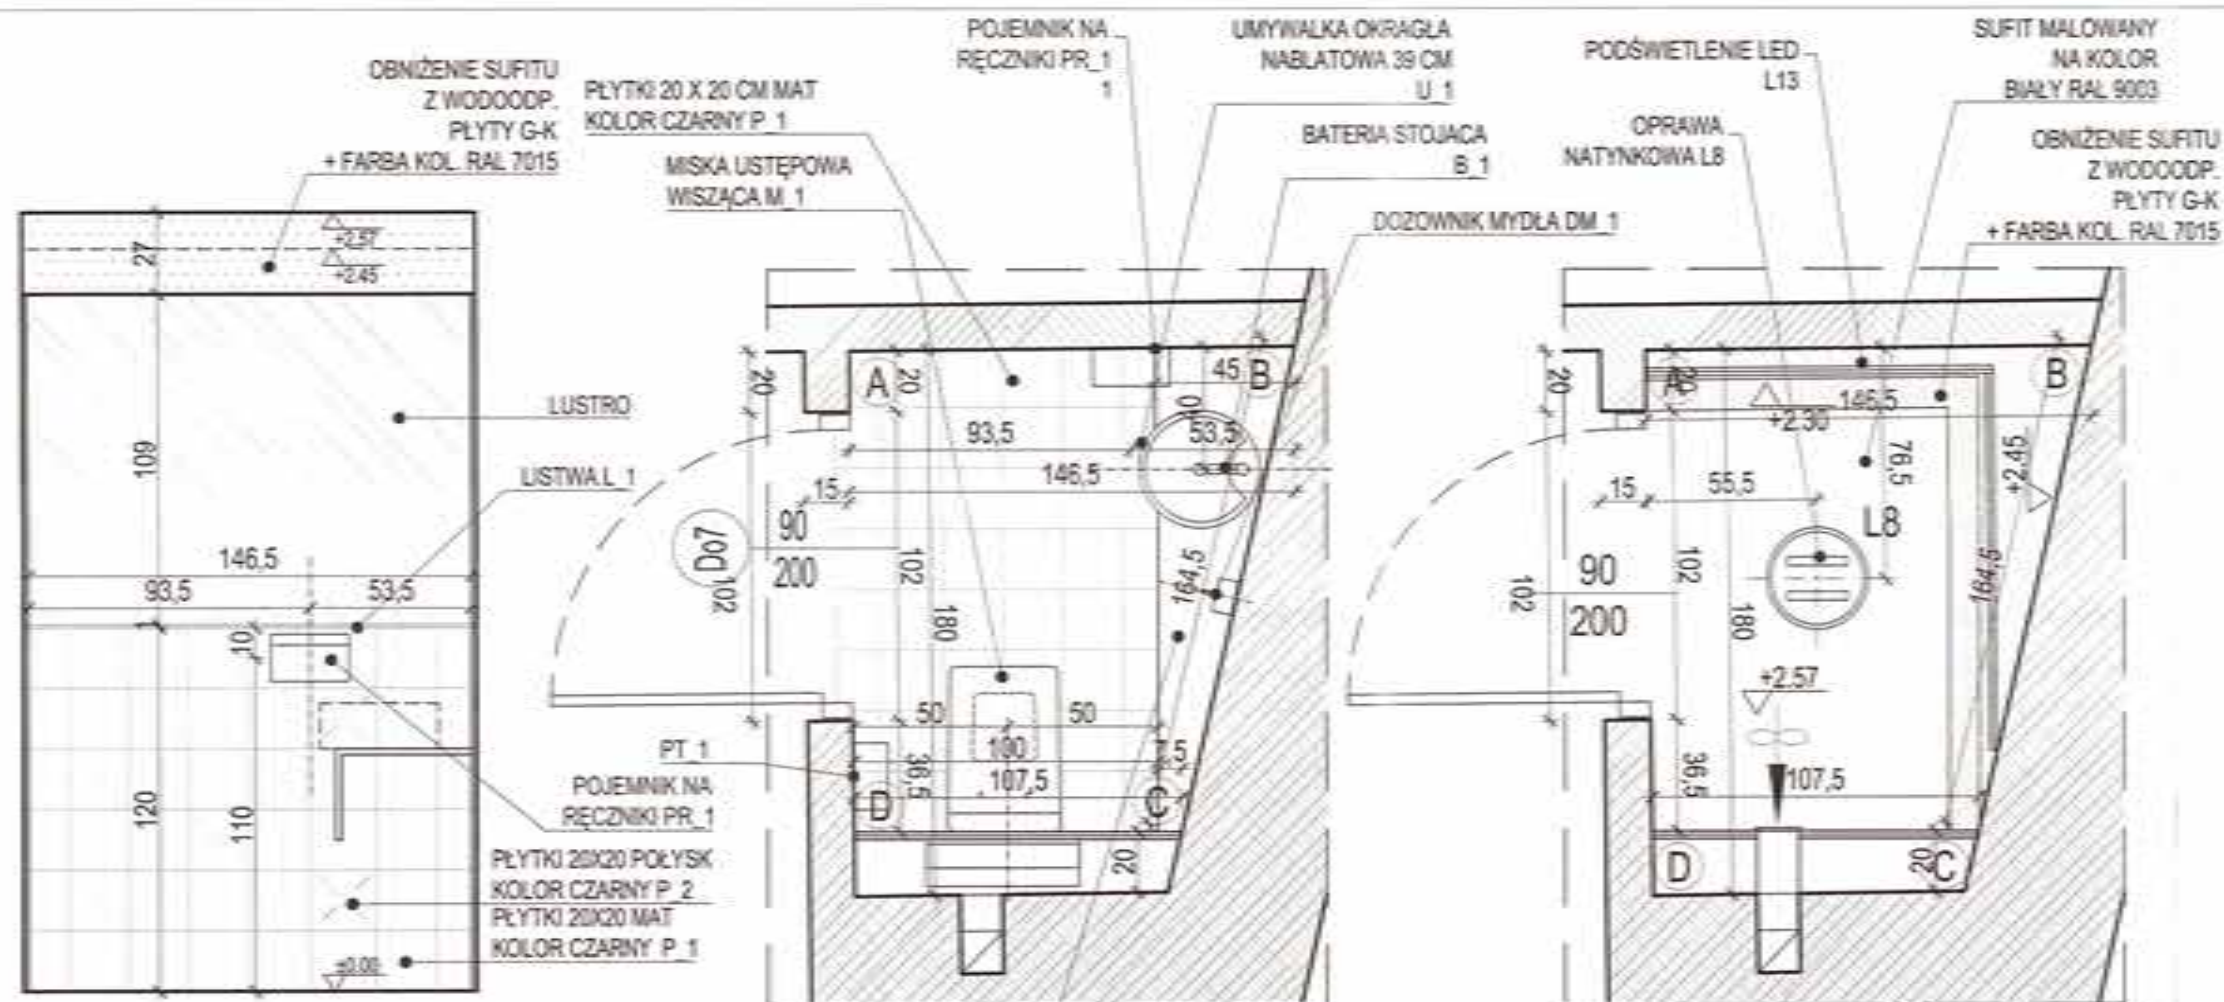 OBNIŻENIE SUFITU
Z WODOODP.
PŁYTY G-K
+ FARBA KOL. RAL 7015
PŁYTKI 20 X 20 CM MAT
KOLOR CZARNY P_1
MISKA USTĘPOWA
WISZĄCA M_1
POJEMNIK NA
RĘCZNIKI PR_1
1
UMYWALKA OKRAGŁA
NABLATOWA 39 CM
U_1
BATERIA STOJACA
B_1
DOZOWNIK MYDŁA DM_1
PODŚWIETLENIE LED
L13
OPRAWA
NATYNKOWA L8
SUFIT MALOWANY
NA KOLOR
BIAŁY RAL 9003
OBNIŻENIE SUFITU
Z WODOODP.
PŁYTY G-K
+ FARBA KOL. RAL 7015
27
+2.57
+2.45
109
LUSTRO
LISTWA L_1
146,5
93,5
53,5
1
10
120
110
±0.00
PT_1
POJEMNIK NA
RĘCZNIKI PR_1
PŁYTKI 20X20 POŁYSK
KOLOR CZARNY P_2
PŁYTKI 20X20 MAT
KOLOR CZARNY P_1
20
A
20
45
B
93,5
53,5
146,5
15
D07
90
200
102
102
180
164,5
50
50
100
107,5
36,5
D
C
20
20
A
B
146,5
+2.30
76,5
+2.45
15
55,5
L8
90
200
102
102
180
164,5
+2.57
107,5
36,5
D
20
C